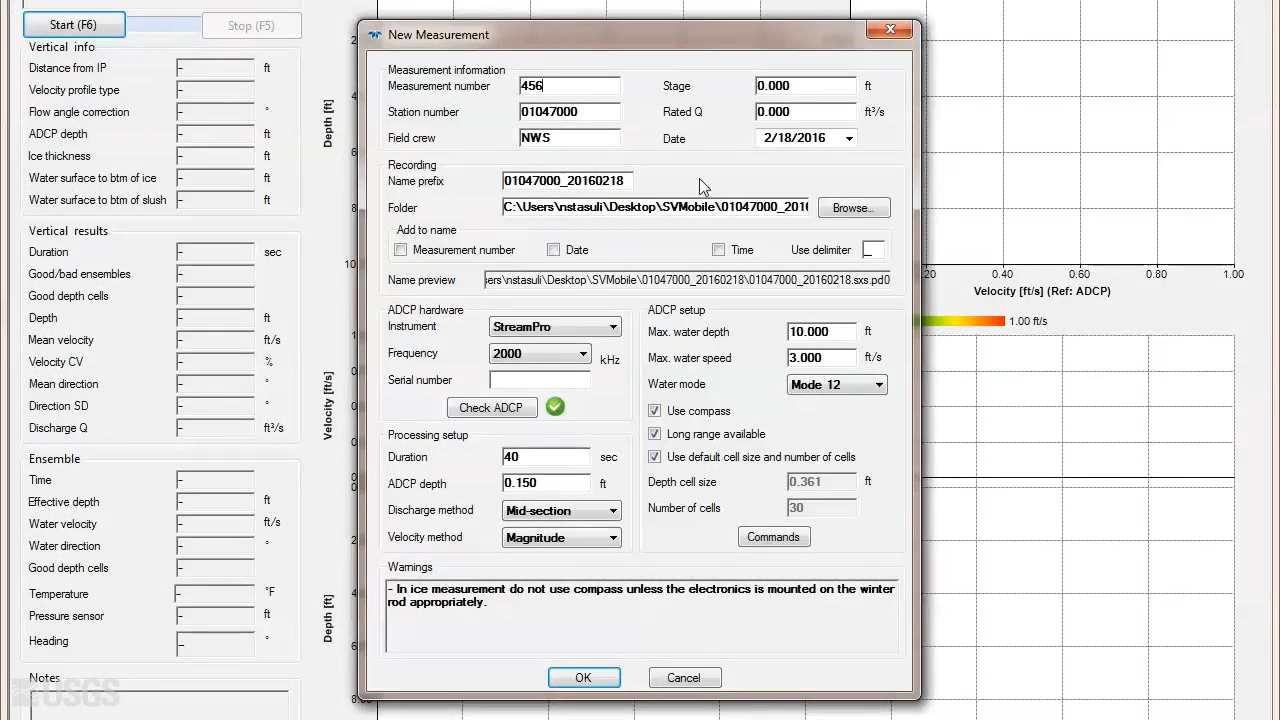 Start (F6) Stop (F5)
Vertical info
Distance from IP - ft
Velocity profile type -
Flow angle correction - °
ADCP depth - ft
Ice thickness - ft
Water surface to btm of ice - ft
Water surface to btm of slush - ft
Vertical results
Duration - sec
Good/bad ensembles -
Good depth cells -
Depth - ft
Mean velocity - ft/s
Velocity CV - %
Mean direction - °
Direction SD - °
Discharge Q - ft³/s
Ensemble
Time -
Effective depth - ft
Water velocity - ft/s
Water direction - °
Good depth cells -
Temperature - °F
Pressure sensor - ft
Heading - °
Notes
USGS
Depth [ft]
Velocity [ft/s]
Depth [ft]
New Measurement
Measurement information
Measurement number 456 Stage 0.000 ft
Station number 01047000 Rated Q 0.000 ft³/s
Field crew NWS Date 2/18/2016
Recording
Name prefix 01047000_20160218
Folder C:\Users\nstasuli\Desktop\SVMobile\01047000_201 Browse...
Add to name
Measurement number Date Time Use delimiter _
Name preview sers\nstasuli\Desktop\SVMobile\01047000_20160218\01047000_20160218.sxs.pd0
ADCP hardware
Instrument StreamPro
Frequency 2000 kHz
Serial number
Check ADCP
Processing setup
Duration 40 sec
ADCP depth 0.150 ft
Discharge method Mid-section
Velocity method Magnitude
ADCP setup
Max. water depth 10.000 ft
Max. water speed 3.000 ft/s
Water mode Mode 12
Use compass
Long range available
Use default cell size and number of cells
Depth cell size 0.361 ft
Number of cells 30
Commands
Warnings
- In ice measurement do not use compass unless the electronics is mounted on the winter
rod appropriately.
OK Cancel
.20 0.40 0.60 0.80 1.00
Velocity [ft/s] (Ref: ADCP)
1.00 ft/s